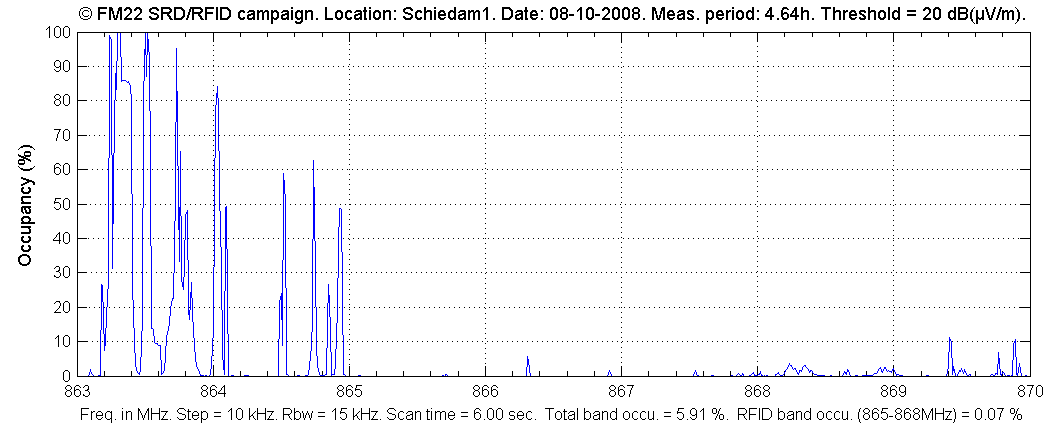 © FM22 SRD/RFID campaign. Location: Schiedam1. Date: 08-10-2008. Meas. period: 4.64h. Threshold = 20 dB(µV/m).
100
90
80
70
60
50
40
30
20
10
0
Occupancy (%)
863 864 865 866 867 868 869 870
Freq. in MHz. Step = 10 kHz. Rbw = 15 kHz. Scan time = 6.00 sec.  Total band occu. = 5.91 %.  RFID band occu. (865-868MHz) = 0.07 %